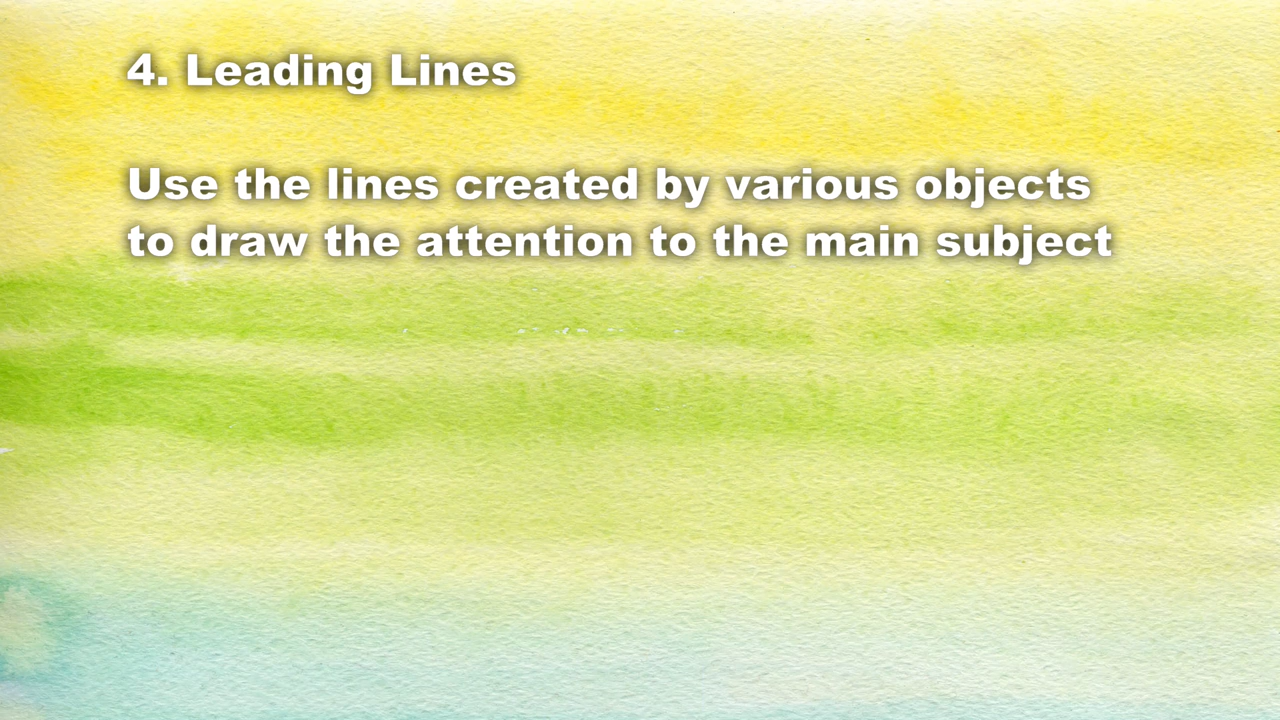 4. Leading Lines
Use the lines created by various objects
to draw the attention to the main subject